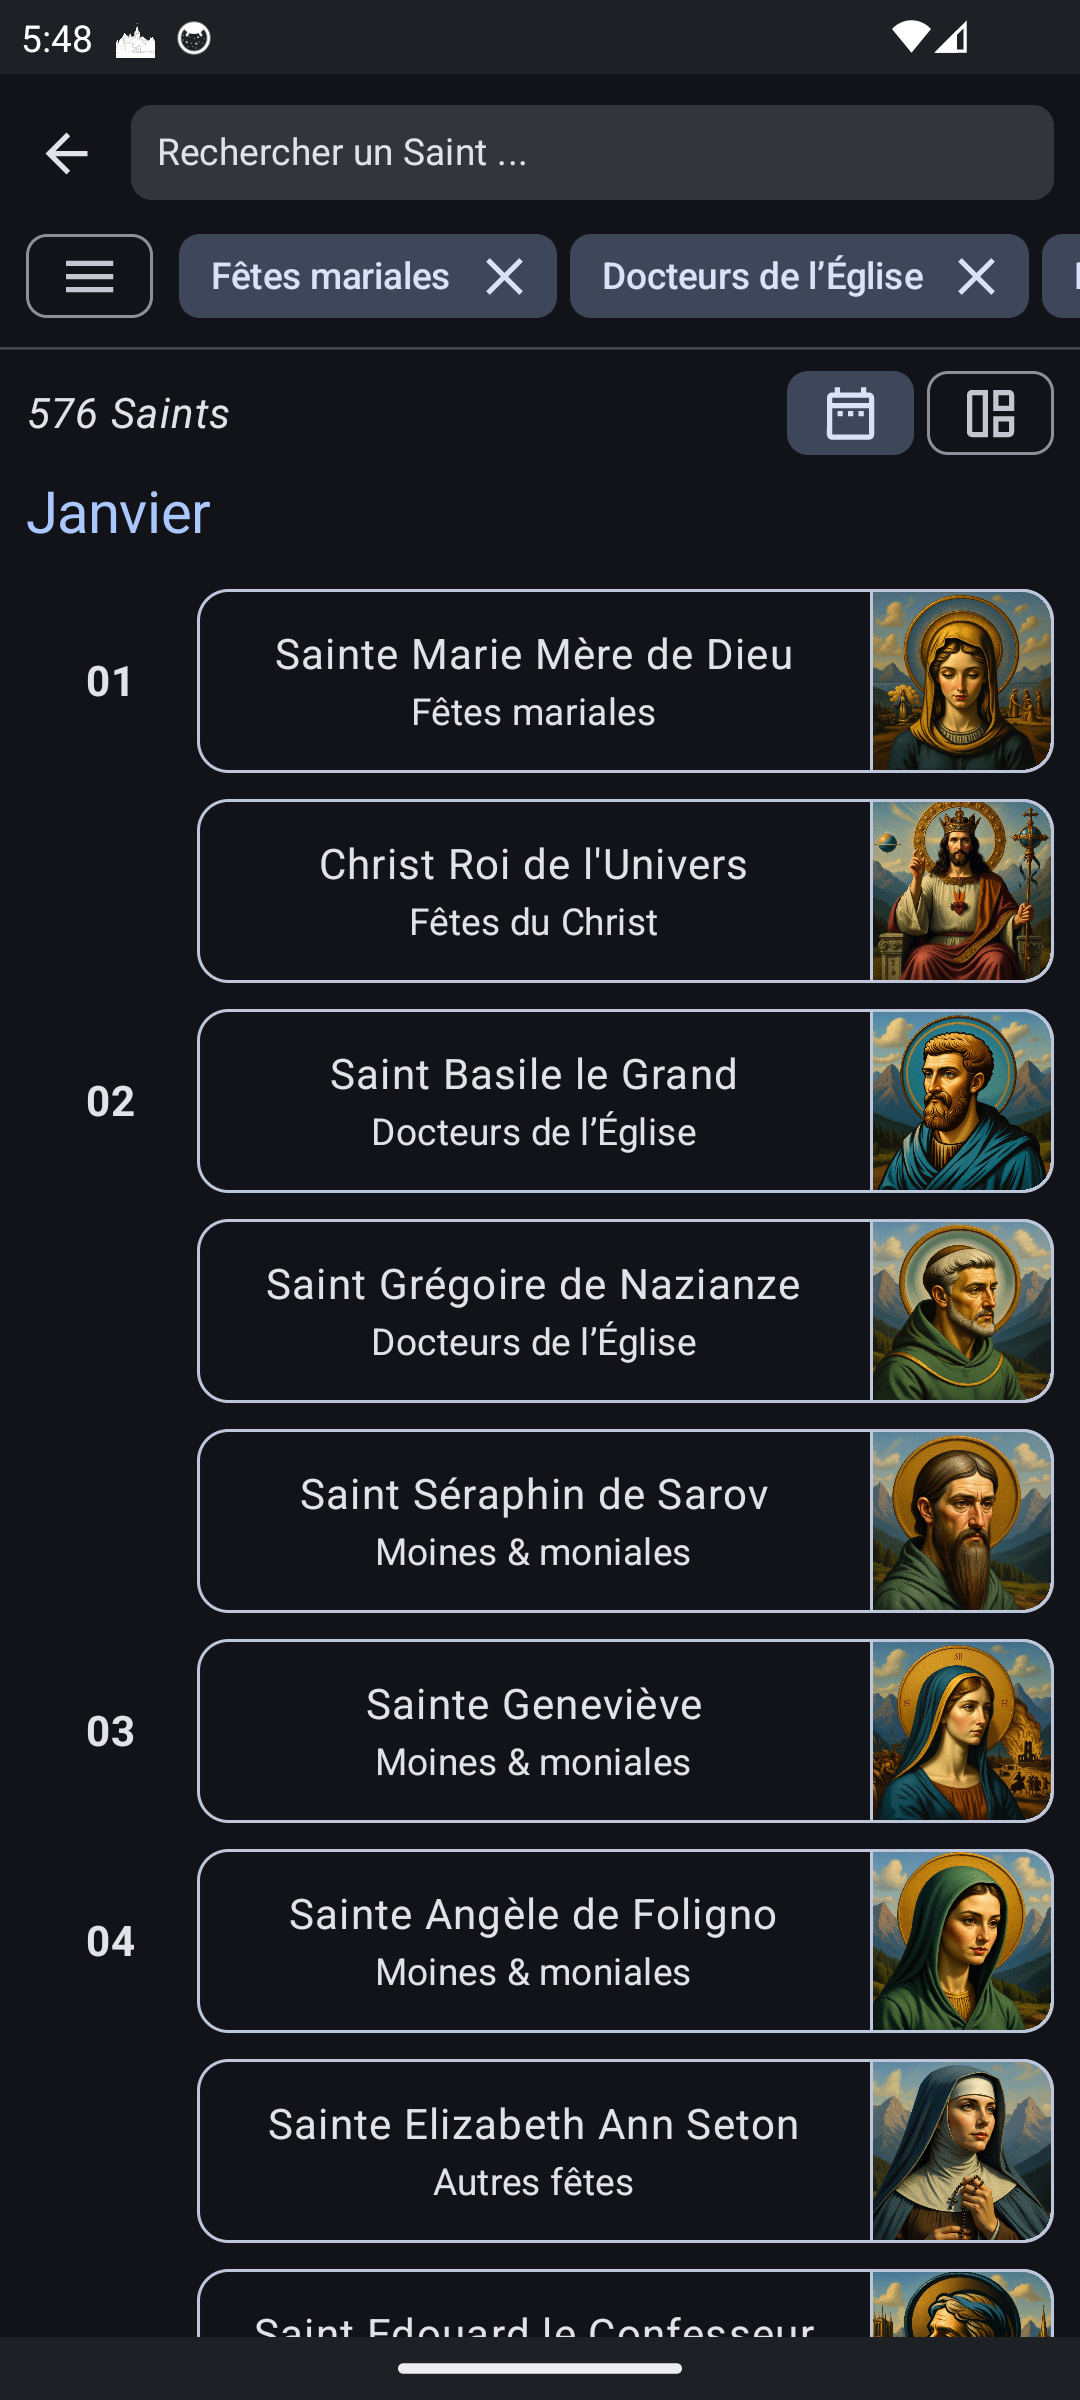 5:48
Rechercher un Saint ...
Fêtes mariales
Docteurs de l’Église
576 Saints
Janvier
01
Sainte Marie Mère de Dieu
Fêtes mariales
Christ Roi de l'Univers
Fêtes du Christ
02
Saint Basile le Grand
Docteurs de l’Église
Saint Grégoire de Nazianze
Docteurs de l’Église
Saint Séraphin de Sarov
Moines & moniales
03
Sainte Geneviève
Moines & moniales
04
Sainte Angèle de Foligno
Moines & moniales
Sainte Elizabeth Ann Seton
Autres fêtes
Saint Edouard le Confesseur